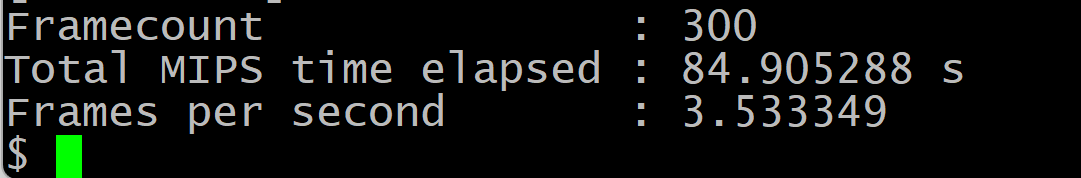 Framecount : 300
Total MIPS time elapsed : 84.905288 s
Frames per second : 3.533349
$